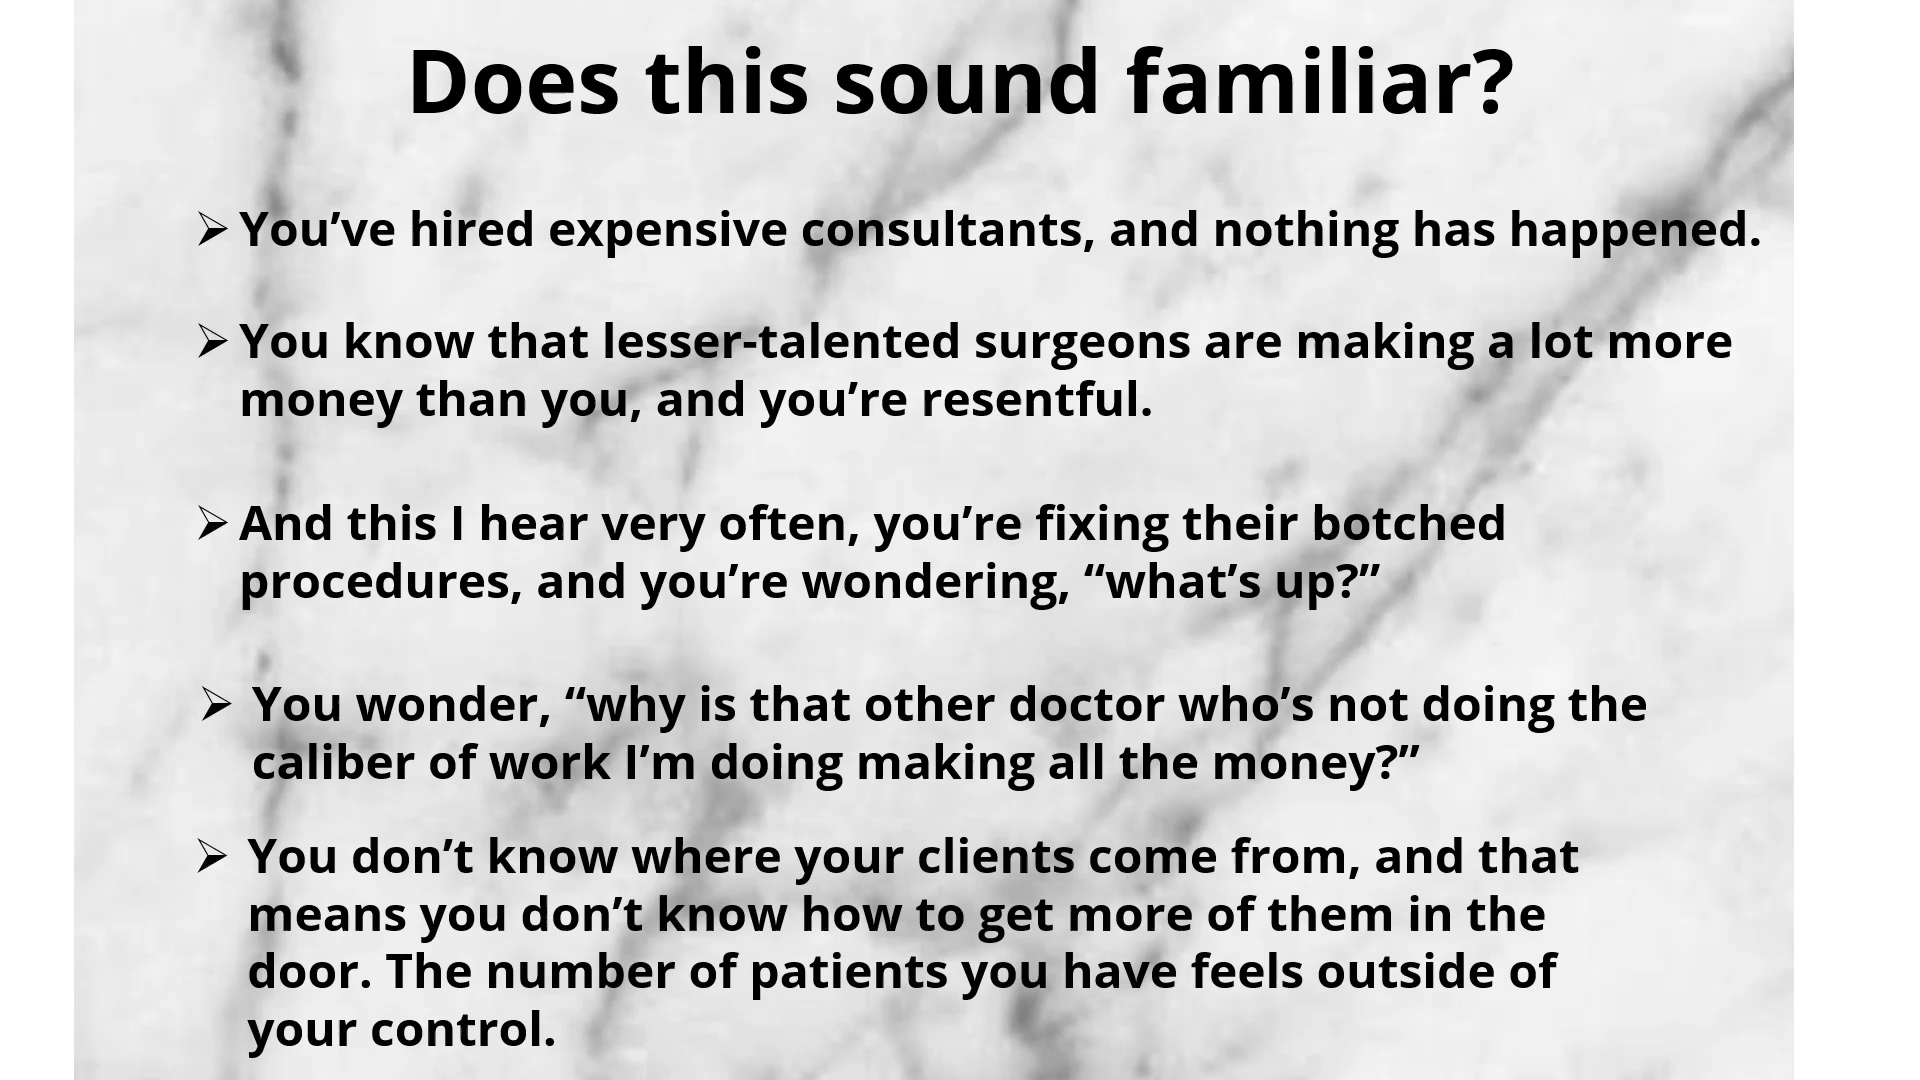 Does this sound familiar?
➢ You’ve hired expensive consultants, and nothing has happened.
➢ You know that lesser-talented surgeons are making a lot more
money than you, and you’re resentful.
➢ And this I hear very often, you’re fixing their botched
procedures, and you’re wondering, “what’s up?”
➢ You wonder, “why is that other doctor who’s not doing the
caliber of work I’m doing making all the money?”
➢ You don’t know where your clients come from, and that
means you don’t know how to get more of them in the
door. The number of patients you have feels outside of
your control.